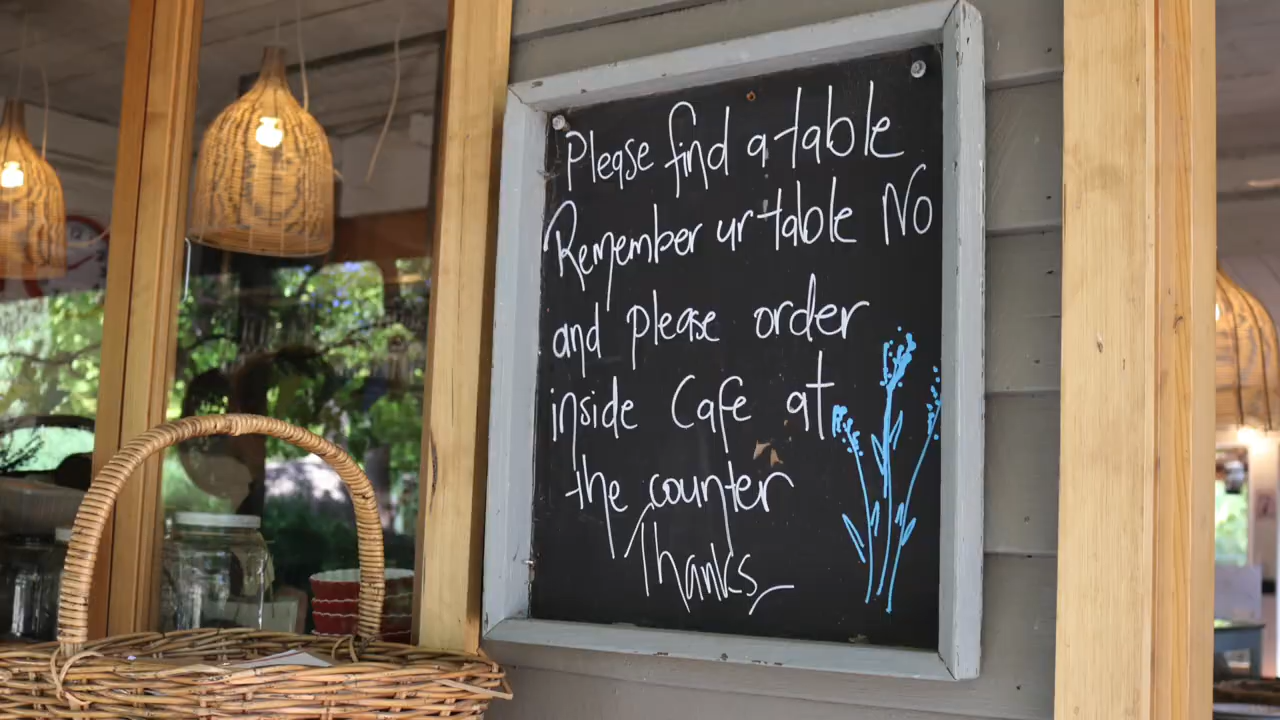 Please find a table
Remember ur table No
and please order
inside Cafe at
the counter
Thanks